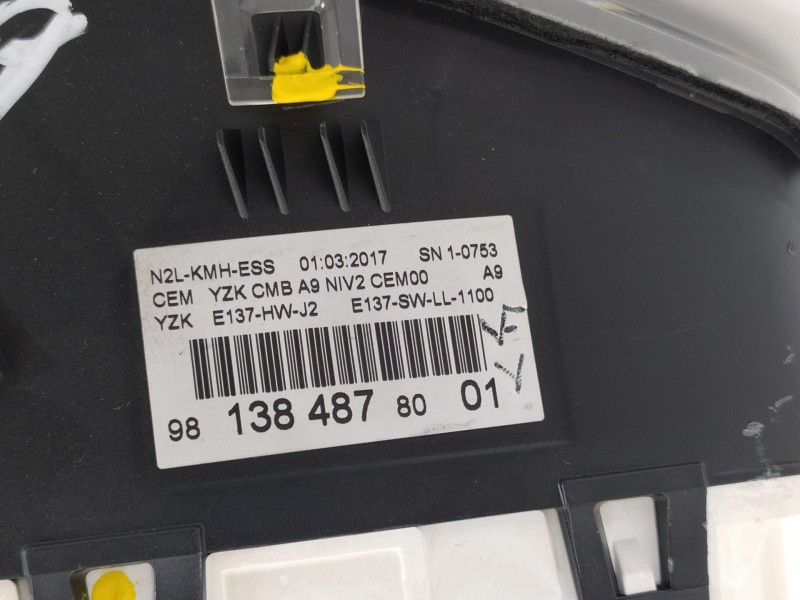 N2L-KMH-ESS 01:03:2017 SN 1-0753
CEM YZK CMB A9 NIV2 CEM00 A9
YZK E137-HW-J2 E137-SW-LL-1100
98 138 487 80 01